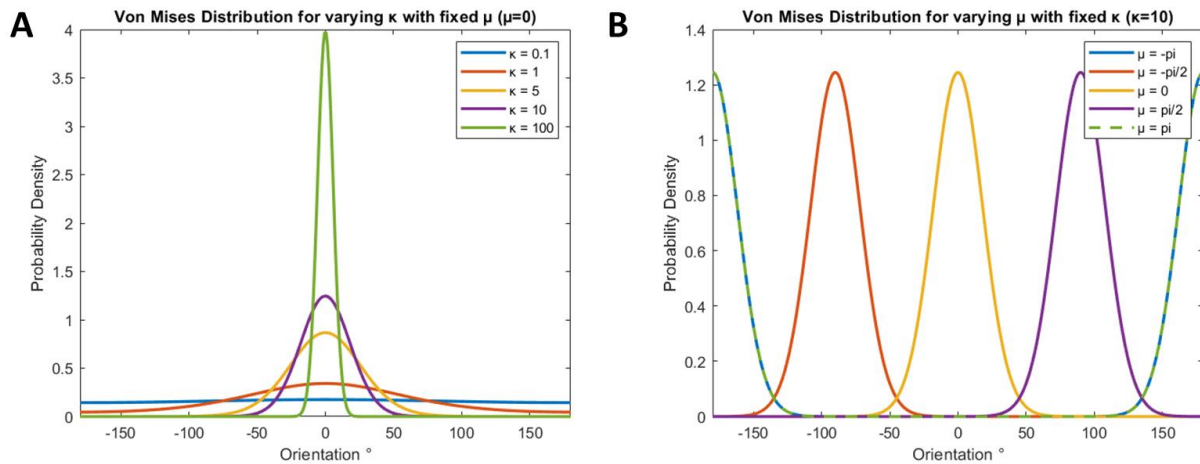 A
Von Mises Distribution for varying κ with fixed μ (μ=0)
4
3.5
3
2.5
2
1.5
1
0.5
0
Probability Density
-150 -100 -50 0 50 100 150
Orientation °
κ = 0.1
κ = 1
κ = 5
κ = 10
κ = 100
B
Von Mises Distribution for varying μ with fixed κ (κ=10)
1.4
1.2
1
0.8
0.6
0.4
0.2
0
Probability Density
-150 -100 -50 0 50 100 150
Orientation °
μ = -pi
μ = -pi/2
μ = 0
μ = pi/2
μ = pi